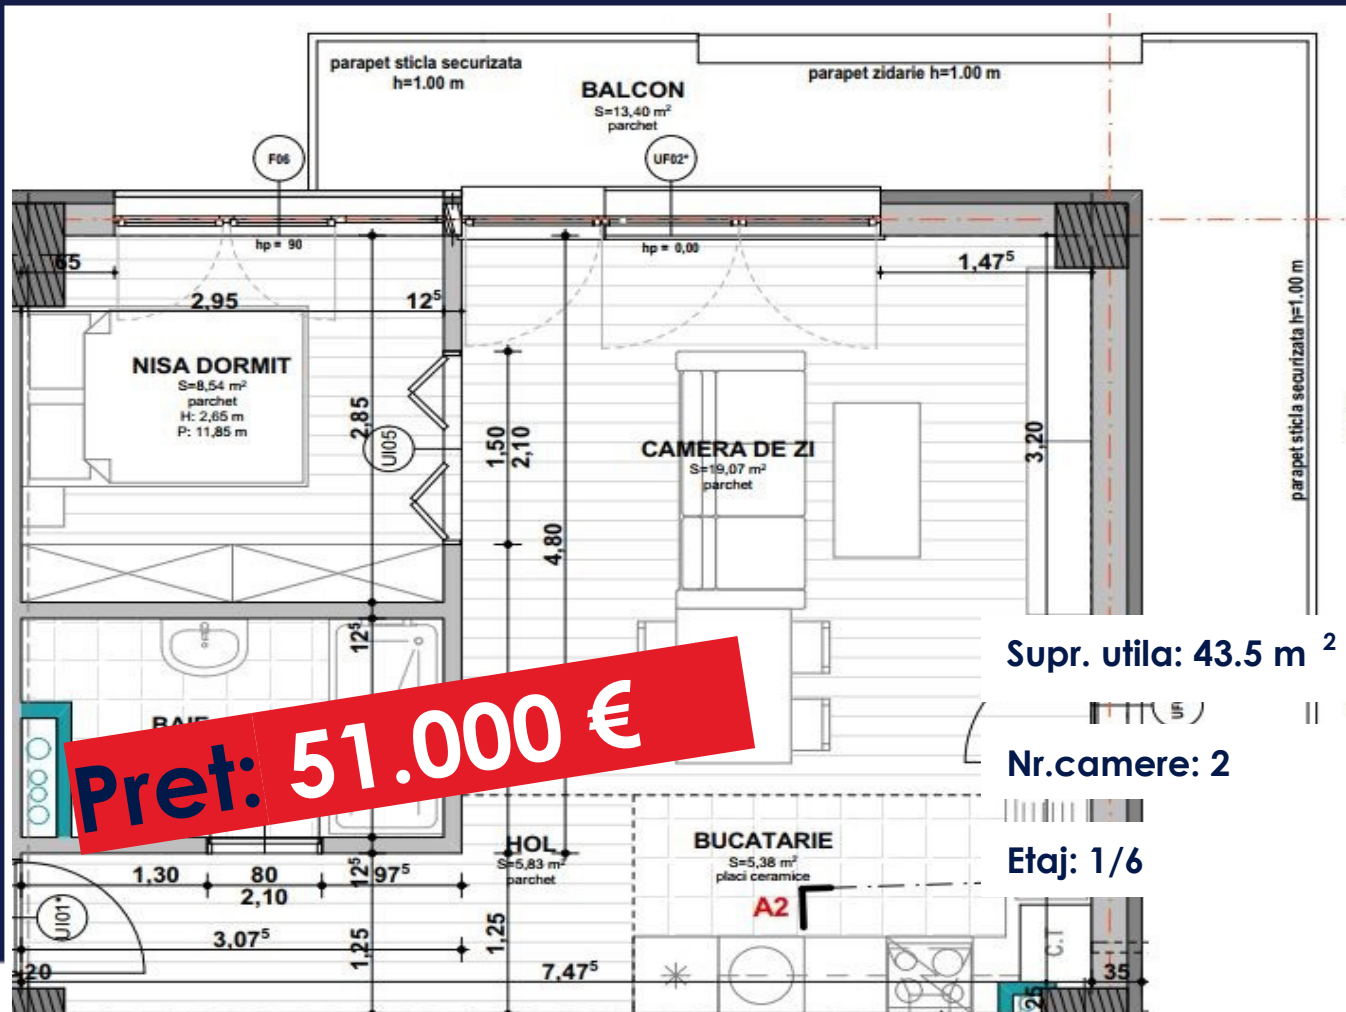 parapet sticla securizata
h=1.00 m
parapet zidarie h=1.00 m
BALCON
S=13,40 m²
parchet
F06
UF02*
hp = 90
hp = 0,00
65
2,95
12⁵
1,47⁵
parapet sticla securizata h=1.00 m
NISA DORMIT
S=8,54 m²
parchet
H: 2,65 m
P: 11,85 m
2,85
UI05
1,50
2,10
CAMERA DE ZI
S=19,07 m²
parchet
3,20
4,80
12⁵
Supr. utila: 43.5 m ²
BAIE
Pret: 51.000 €
Nr.camere: 2
HOL
S=5,83 m²
parchet
BUCATARIE
S=5,38 m²
placi ceramice
Etaj: 1/6
A2
1,30
80
2,10
12⁵
97⁵
UI01*
3,07⁵
1,25
1,25
C.T
20
7,47⁵
35
25